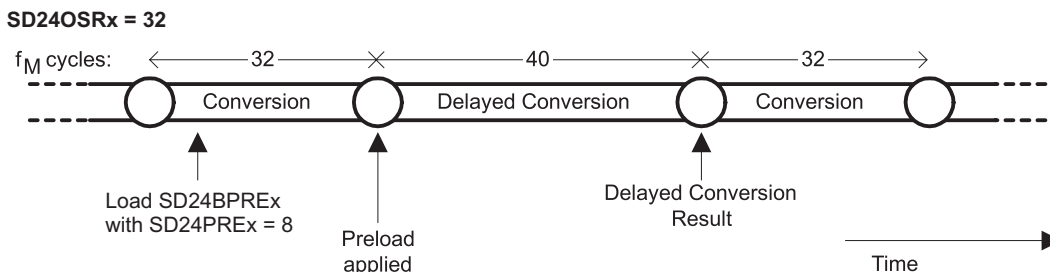 SD24OSRx = 32
fM cycles:
32
40
32
Conversion
Delayed Conversion
Conversion
Load SD24BPREx
with SD24PREx = 8
Preload
applied
Delayed Conversion
Result
Time